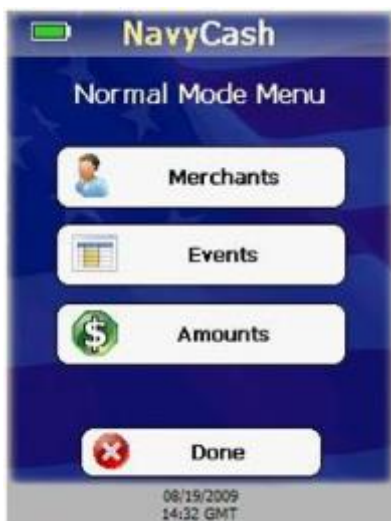 NavyCash
Normal Mode Menu
Merchants
Events
$
Amounts
Done
08/19/2009
14:32 GMT